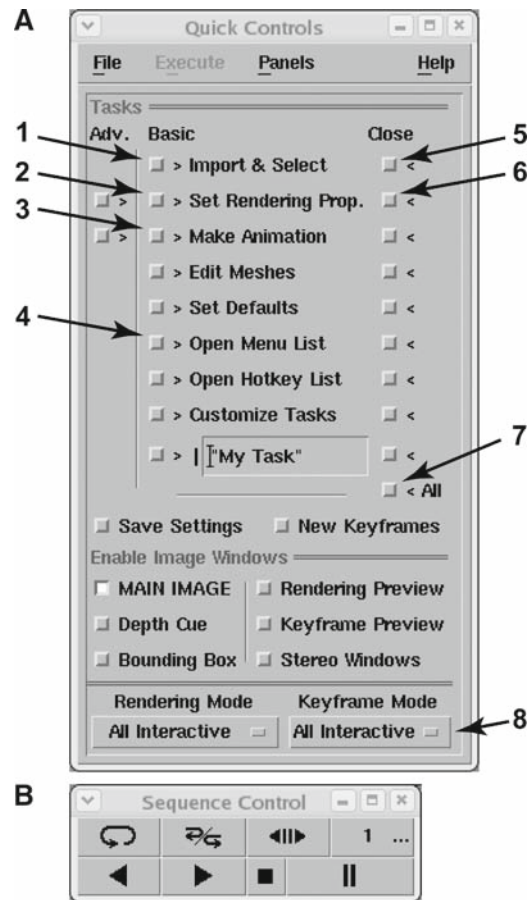 A
Quick Controls
File Execute Panels Help
Tasks
Adv. Basic Close
1
> Import & Select <
5
2
> > Set Rendering Prop. <
6
3
> > Make Animation <
> Edit Meshes <
> Set Defaults <
4
> Open Menu List <
> Open Hotkey List <
> Customize Tasks <
7
> | "My Task" <
< All
Save Settings New Keyframes
Enable Image Windows
MAIN IMAGE Rendering Preview
Depth Cue Keyframe Preview
Bounding Box Stereo Windows
Rendering Mode Keyframe Mode
All Interactive All Interactive
8
B
Sequence Control
1 ...